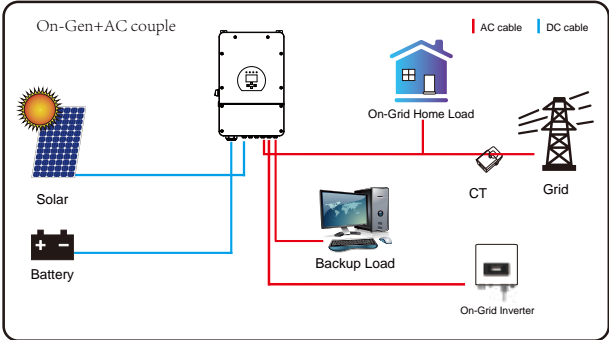 On-Gen+AC couple
AC cable
DC cable
On-Grid Home Load
Solar
CT
Grid
Backup Load
Battery
On-Grid Inverter